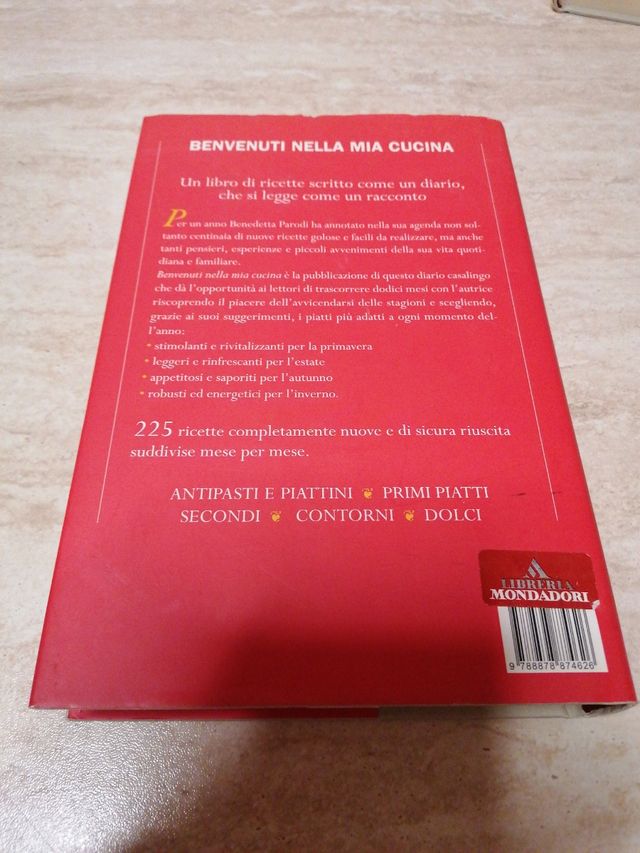 BENVENUTI NELLA MIA CUCINA
Un libro di ricette scritto come un diario,
che si legge come un racconto
Per un anno Benedetta Parodi ha annotato nella sua agenda non sol-
tanto centinaia di nuove ricette golose e facili da realizzare, ma anche
tanti pensieri, esperienze e piccoli avvenimenti della sua vita quoti-
diana e familiare.
Benvenuti nella mia cucina è la pubblicazione di questo diario casalingo
che dà l'opportunità ai lettori di trascorrere dodici mesi con l'autrice
riscoprendo il piacere dell'avvicendarsi delle stagioni e scegliendo,
grazie ai suoi suggerimenti, i piatti più adatti a ogni momento del-
l'anno:
• stimolanti e rivitalizzanti per la primavera
• leggeri e rinfrescanti per l'estate
• appetitosi e saporiti per l'autunno
• robusti ed energetici per l'inverno.
225 ricette completamente nuove e di sicura riuscita
suddivise mese per mese.
ANTIPASTI E PIATTINI ❦ PRIMI PIATTI
SECONDI ❦ CONTORNI ❦ DOLCI
LIBRERIA
MONDADORI
9 788878 874626